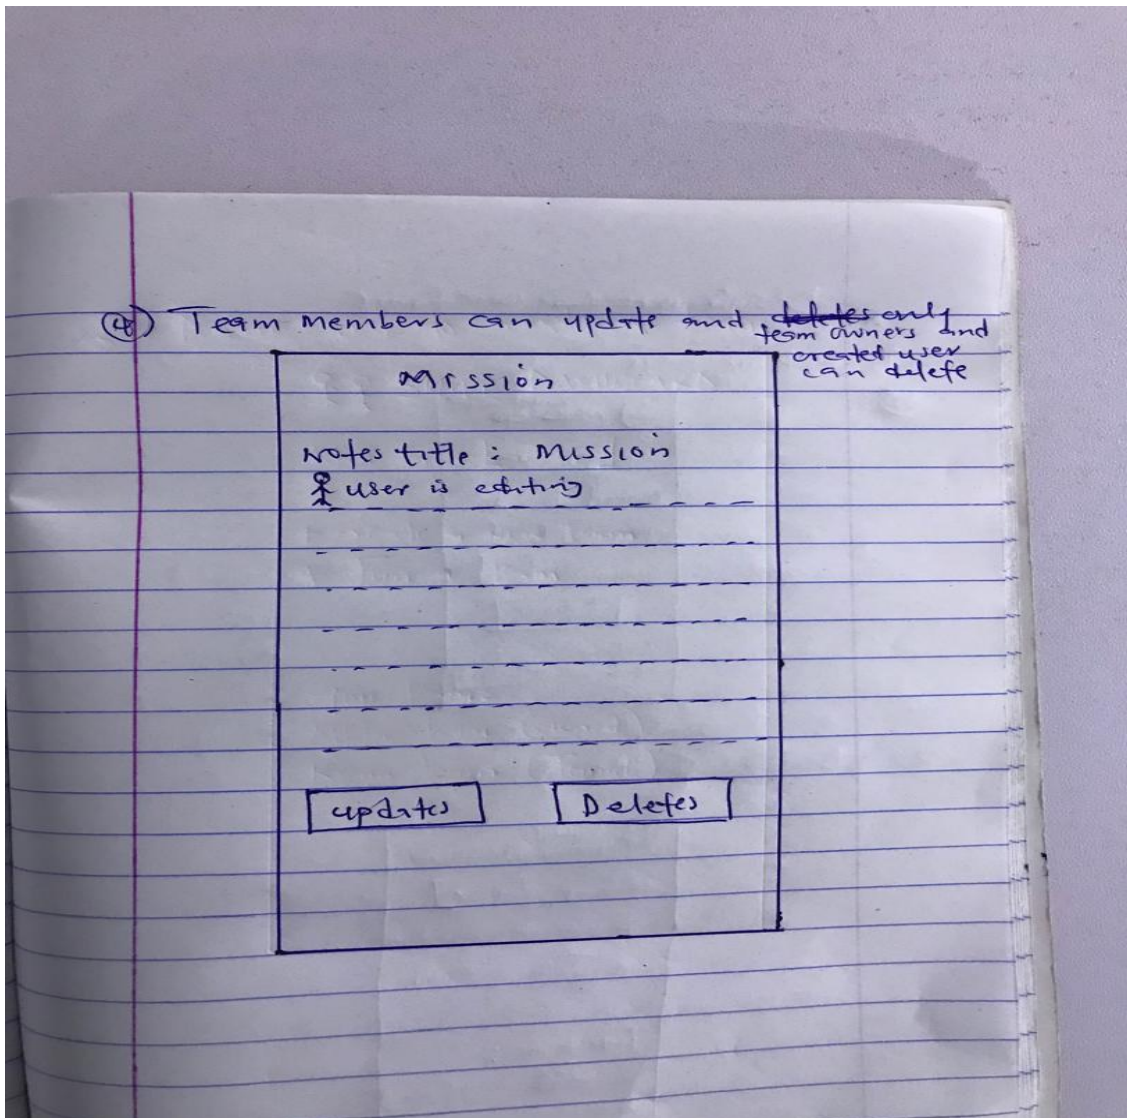 ④ Team members can update and deletes only
team owners and
created user
can delete
Mission
Notes title : Mission
user is editing
updates
Deletes